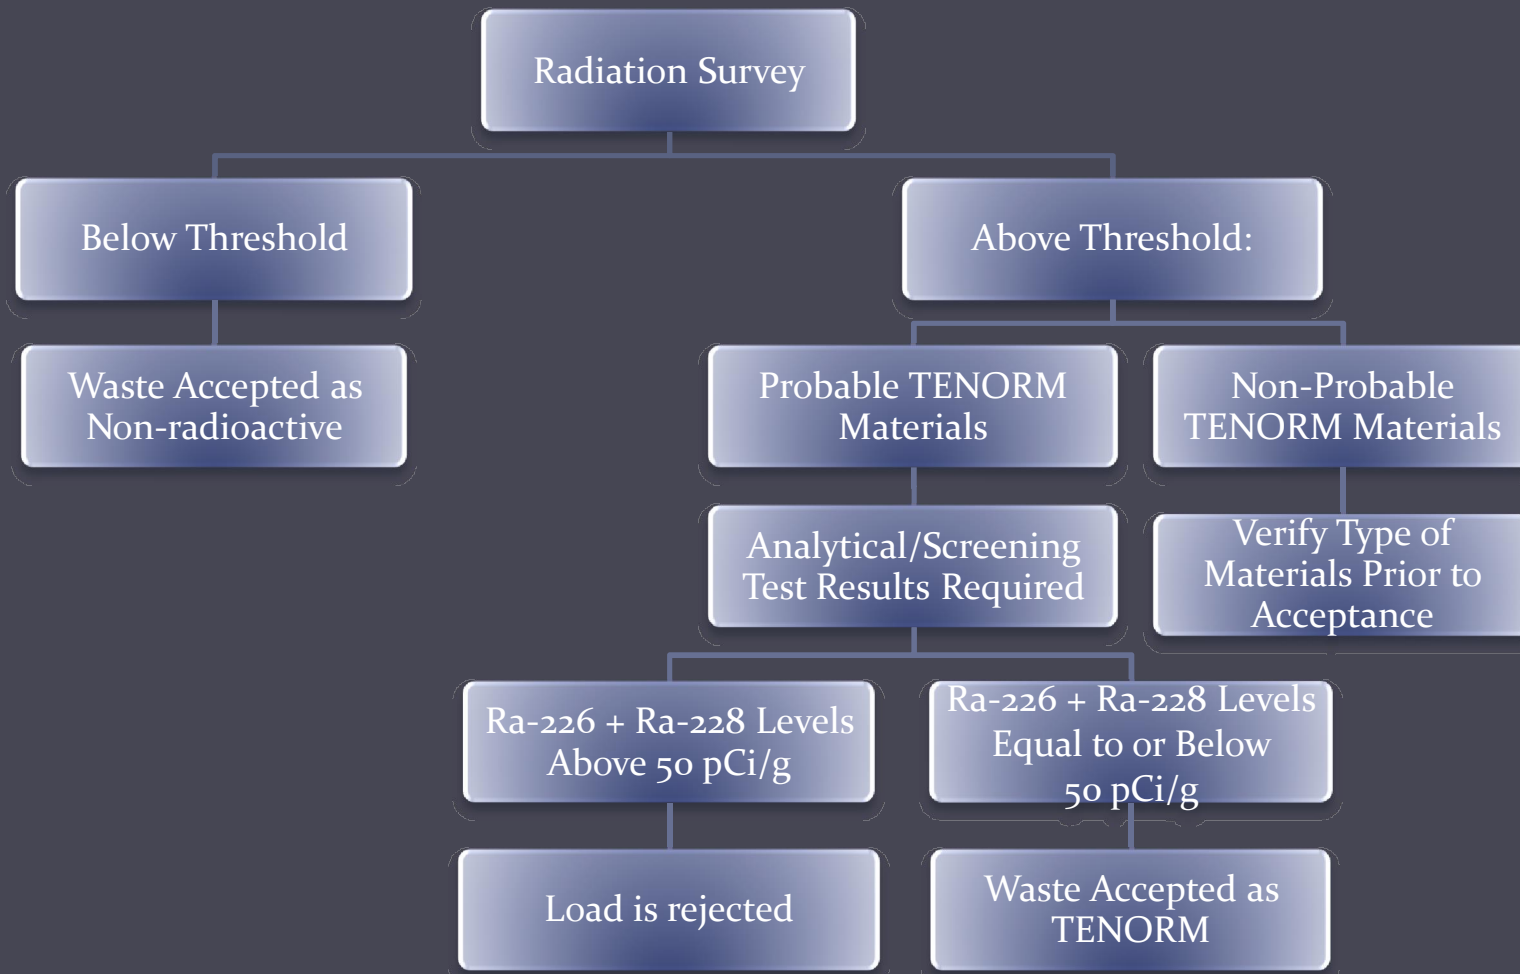 Radiation Survey
Below Threshold
Above Threshold:
Waste Accepted as
Non-radioactive
Probable TENORM
Materials
Non-Probable
TENORM Materials
Analytical/Screening
Test Results Required
Verify Type of
Materials Prior to
Acceptance
Ra-226 + Ra-228 Levels
Above 50 pCi/g
Ra-226 + Ra-228 Levels
Equal to or Below
50 pCi/g
Load is rejected
Waste Accepted as
TENORM